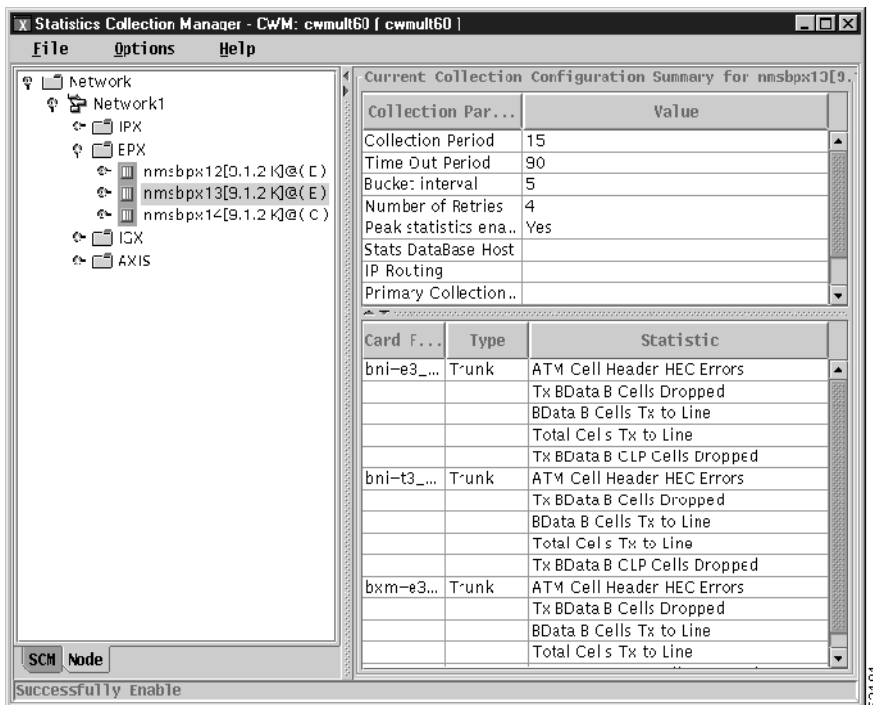 Statistics Collection Manager - CWM: cwmult60 [ cwmult60 ]
File Options Help
Network
Network1
IPX
BPX
nmsbpx12[9.1.2K]@( E )
nmsbpx13[9.1.2K]@( E )
nmsbpx14[9.1.2K]@( C )
IGX
AXIS
SCM Node
Successfully Enable
Current Collection Configuration Summary for nmsbpx13[9.
Collection Par... Value
Collection Period 15
Time Out Period 90
Bucket interval 5
Number of Retries 4
Peak statistics ena.. Yes
Stats DataBase Host
IP Routing
Primary Collection..
Card F... Type Statistic
bni-e3_... Trunk ATM Cell Header HEC Errors
Tx BData B Cells Dropped
BData B Cells Tx to Line
Total Cells Tx to Line
Tx BData B CLP Cells Dropped
bni-t3_... Trunk ATM Cell Header HEC Errors
Tx BData B Cells Dropped
BData B Cells Tx to Line
Total Cells Tx to Line
Tx BData B CLP Cells Dropped
bxm-e3... Trunk ATM Cell Header HEC Errors
Tx BData B Cells Dropped
BData B Cells Tx to Line
Total Cells Tx to Line